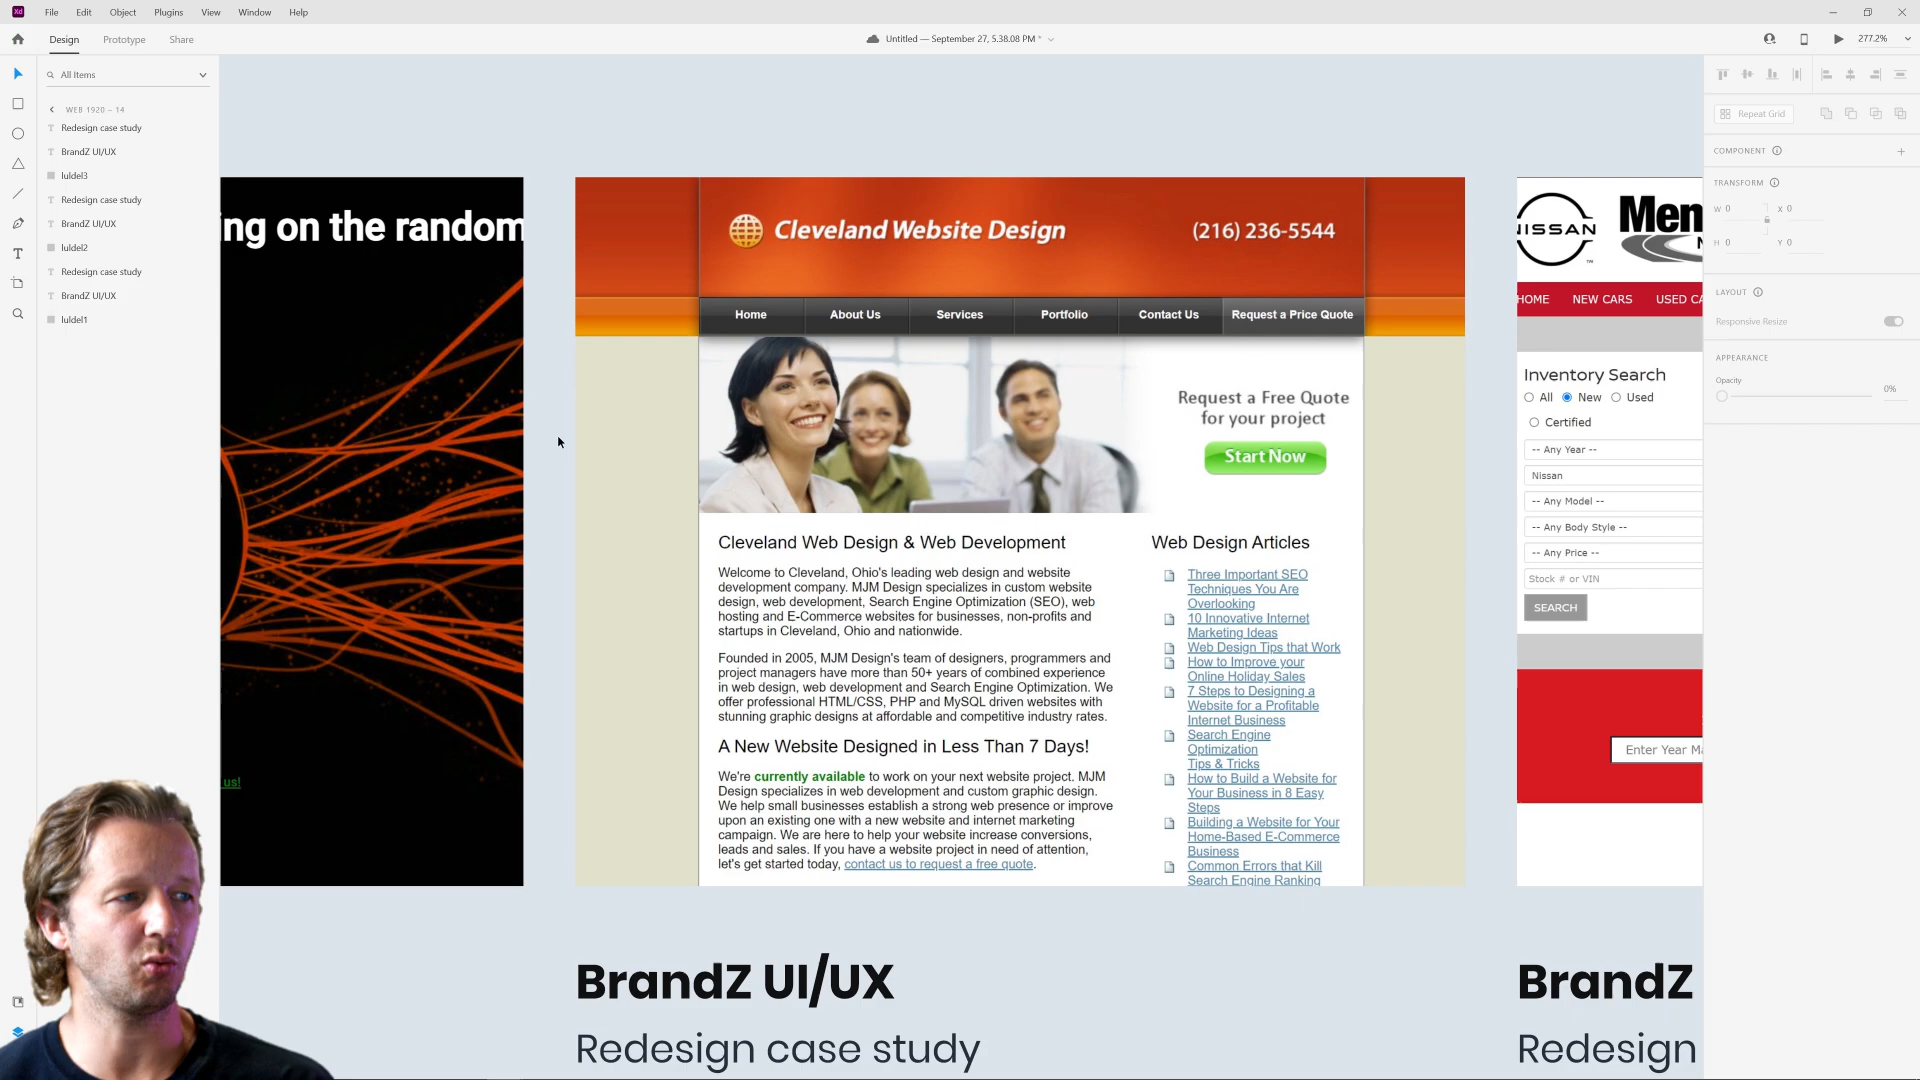 Xd File Edit Object Plugins View Window Help
Design Prototype Share
Untitled — September 27, 5.38.08 PM *
277.2%
All Items
WEB 1920 – 14
Redesign case study
BrandZ UI/UX
luldel3
Redesign case study
BrandZ UI/UX
luldel2
Redesign case study
BrandZ UI/UX
luldel1
ing on the random
us!
Cleveland Website Design
(216) 236-5544
Home About Us Services Portfolio Contact Us Request a Price Quote
Request a Free Quote
for your project
Start Now
Cleveland Web Design & Web Development
Welcome to Cleveland, Ohio's leading web design and website
development company. MJM Design specializes in custom website
design, web development, Search Engine Optimization (SEO), web
hosting and E-Commerce websites for businesses, non-profits and
startups in Cleveland, Ohio and nationwide.
Founded in 2005, MJM Design's team of designers, programmers and
project managers have more than 50+ years of combined experience
in web design, web development and Search Engine Optimization. We
offer professional HTML/CSS, PHP and MySQL driven websites with
stunning graphic designs at affordable and competitive industry rates.
A New Website Designed in Less Than 7 Days!
We're currently available to work on your next website project. MJM
Design specializes in web development and custom graphic design.
We help small businesses establish a strong web presence or improve
upon an existing one with a new website and internet marketing
campaign. We are here to help your website increase conversions,
leads and sales. If you have a website project in need of attention,
let's get started today, contact us to request a free quote.
Web Design Articles
Three Important SEO
Techniques You Are
Overlooking
10 Innovative Internet
Marketing Ideas
Web Design Tips that Work
How to Improve your
Online Holiday Sales
7 Steps to Designing a
Website for a Profitable
Internet Business
Search Engine
Optimization
Tips & Tricks
How to Build a Website for
Your Business in 8 Easy
Steps
Building a Website for Your
Home-Based E-Commerce
Business
Common Errors that Kill
Search Engine Ranking
BrandZ UI/UX
Redesign case study
NISSAN
TM
Men
N
HOME NEW CARS USED CA
Inventory Search
All New Used
Certified
-- Any Year --
Nissan
-- Any Model --
-- Any Body Style --
-- Any Price --
Stock # or VIN
SEARCH
Enter Year Ma
BrandZ
Redesign
Repeat Grid
COMPONENT
TRANSFORM
W 0 X 0
H 0 Y 0
LAYOUT
Responsive Resize
APPEARANCE
Opacity
0%